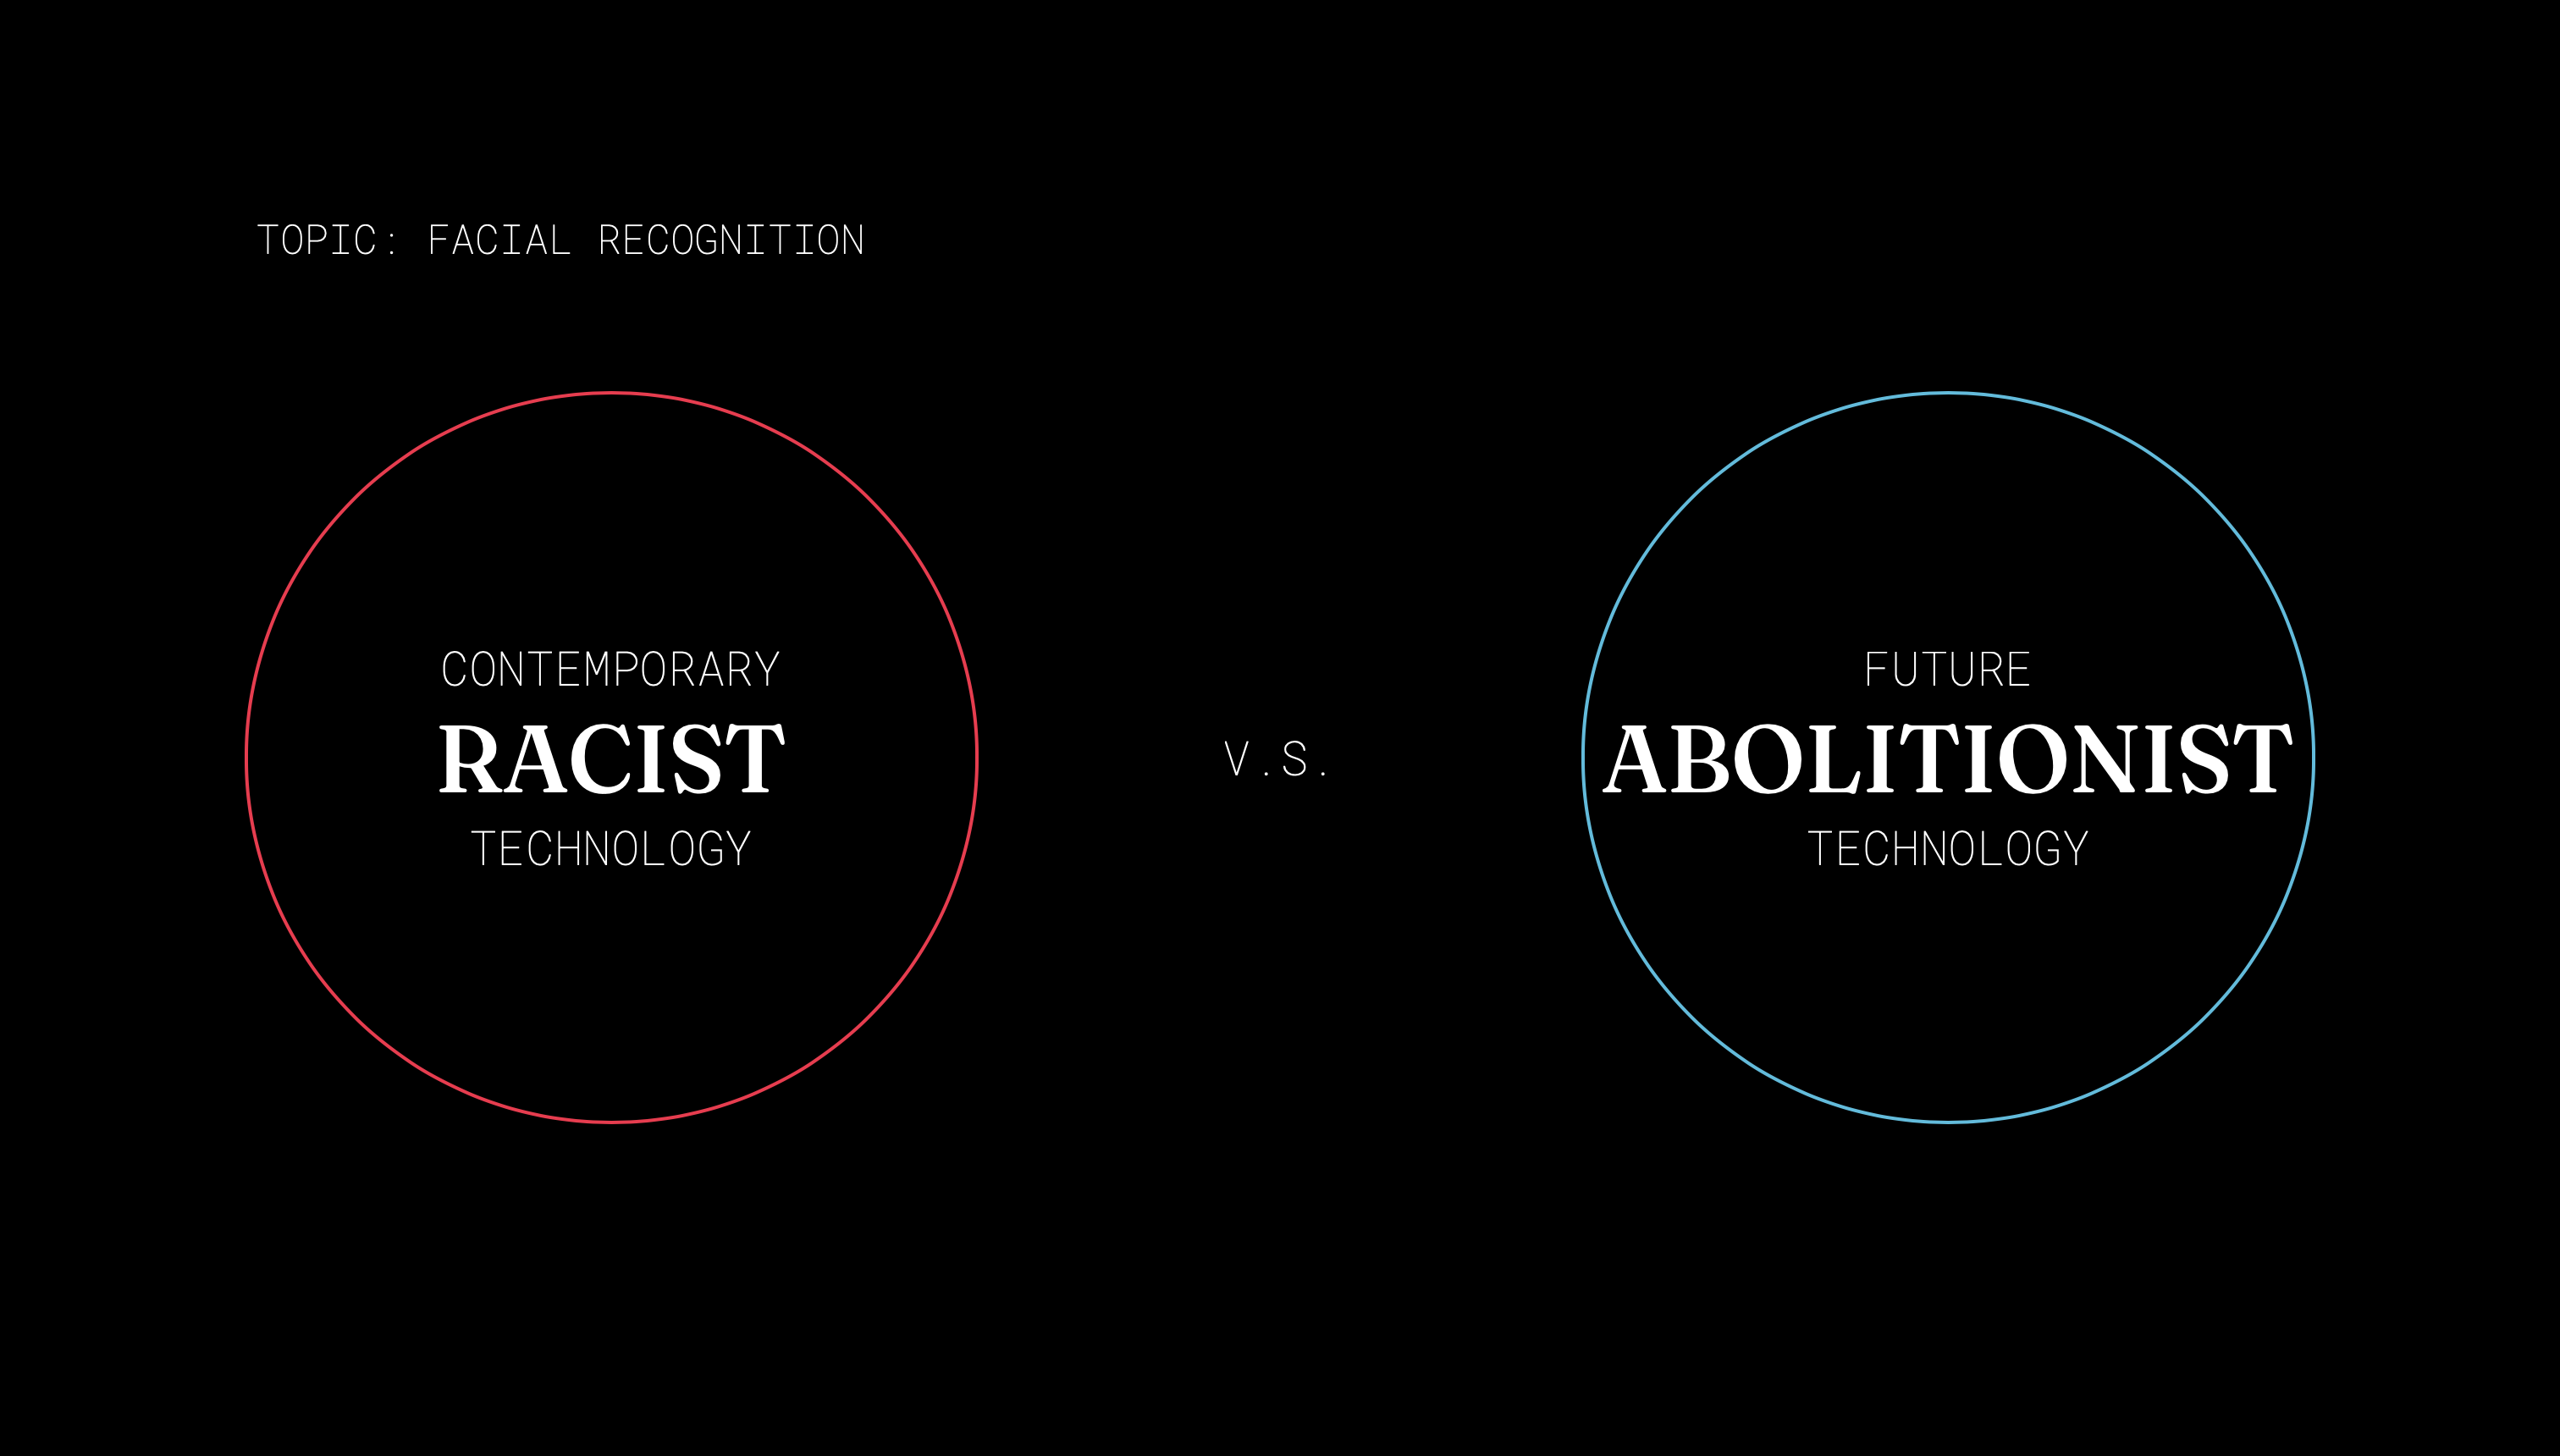 TOPIC: FACIAL RECOGNITION
CONTEMPORARY
RACIST
TECHNOLOGY
V.S.
FUTURE
ABOLITIONIST
TECHNOLOGY